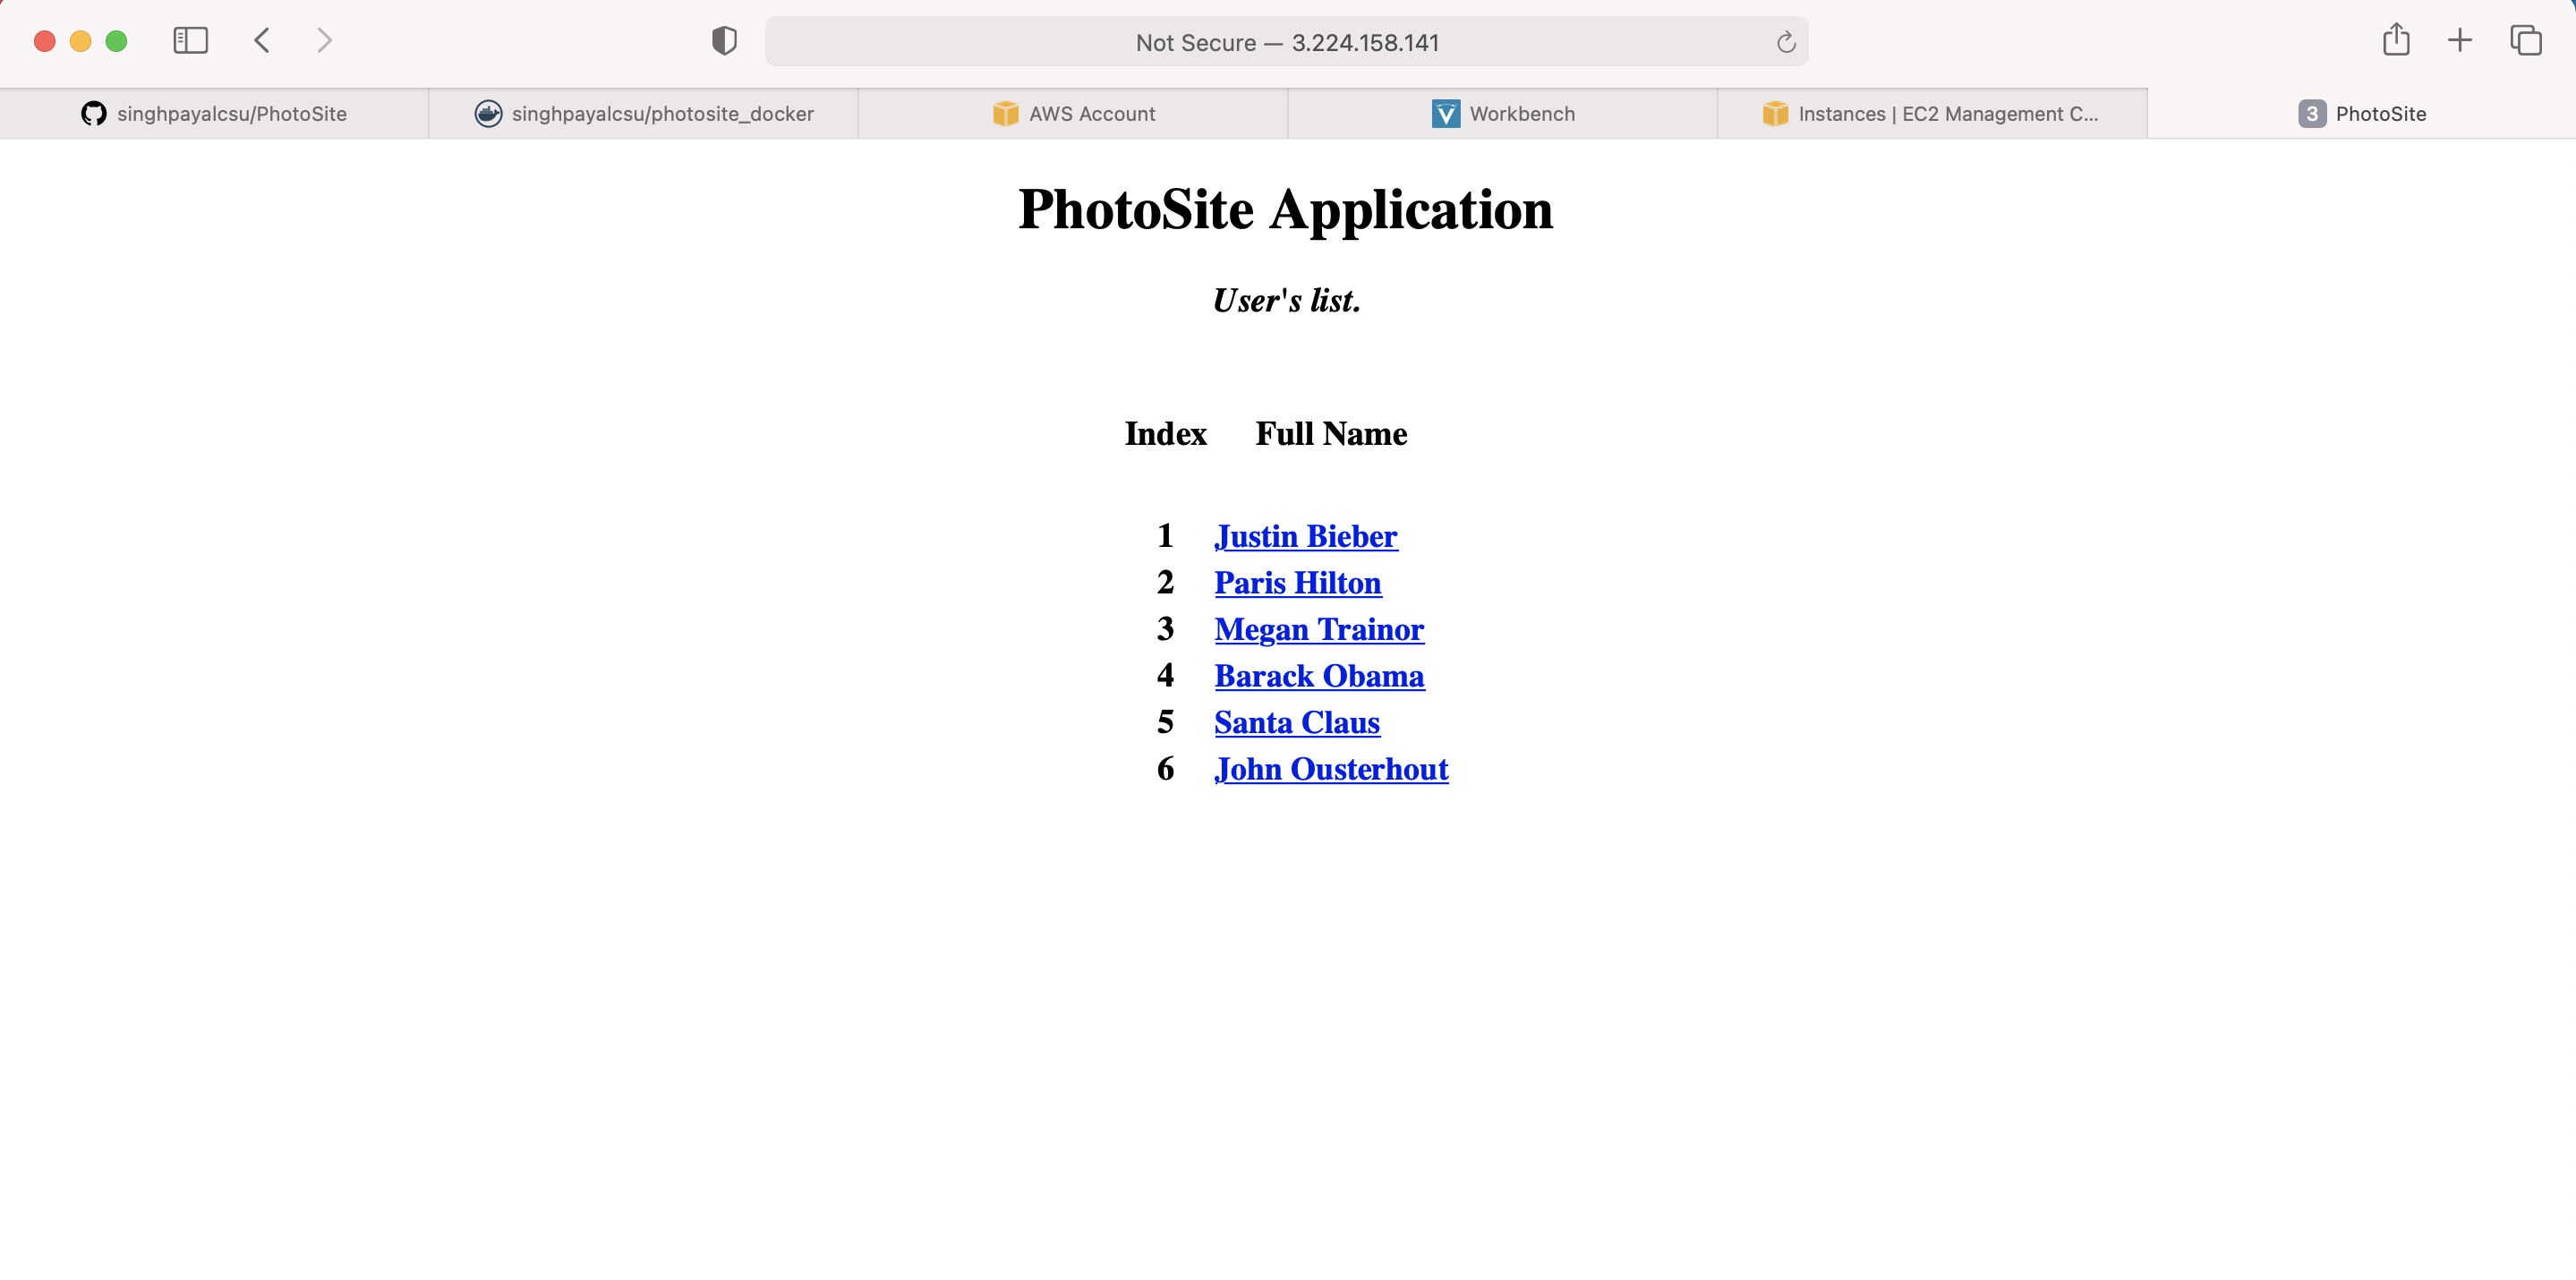 Not Secure — 3.224.158.141
singhpayalcsu/PhotoSite
singhpayalcsu/photosite_docker
AWS Account
V Workbench
Instances | EC2 Management C...
3 PhotoSite
PhotoSite Application
User's list.
Index Full Name
1 Justin Bieber
2 Paris Hilton
3 Megan Trainor
4 Barack Obama
5 Santa Claus
6 John Ousterhout